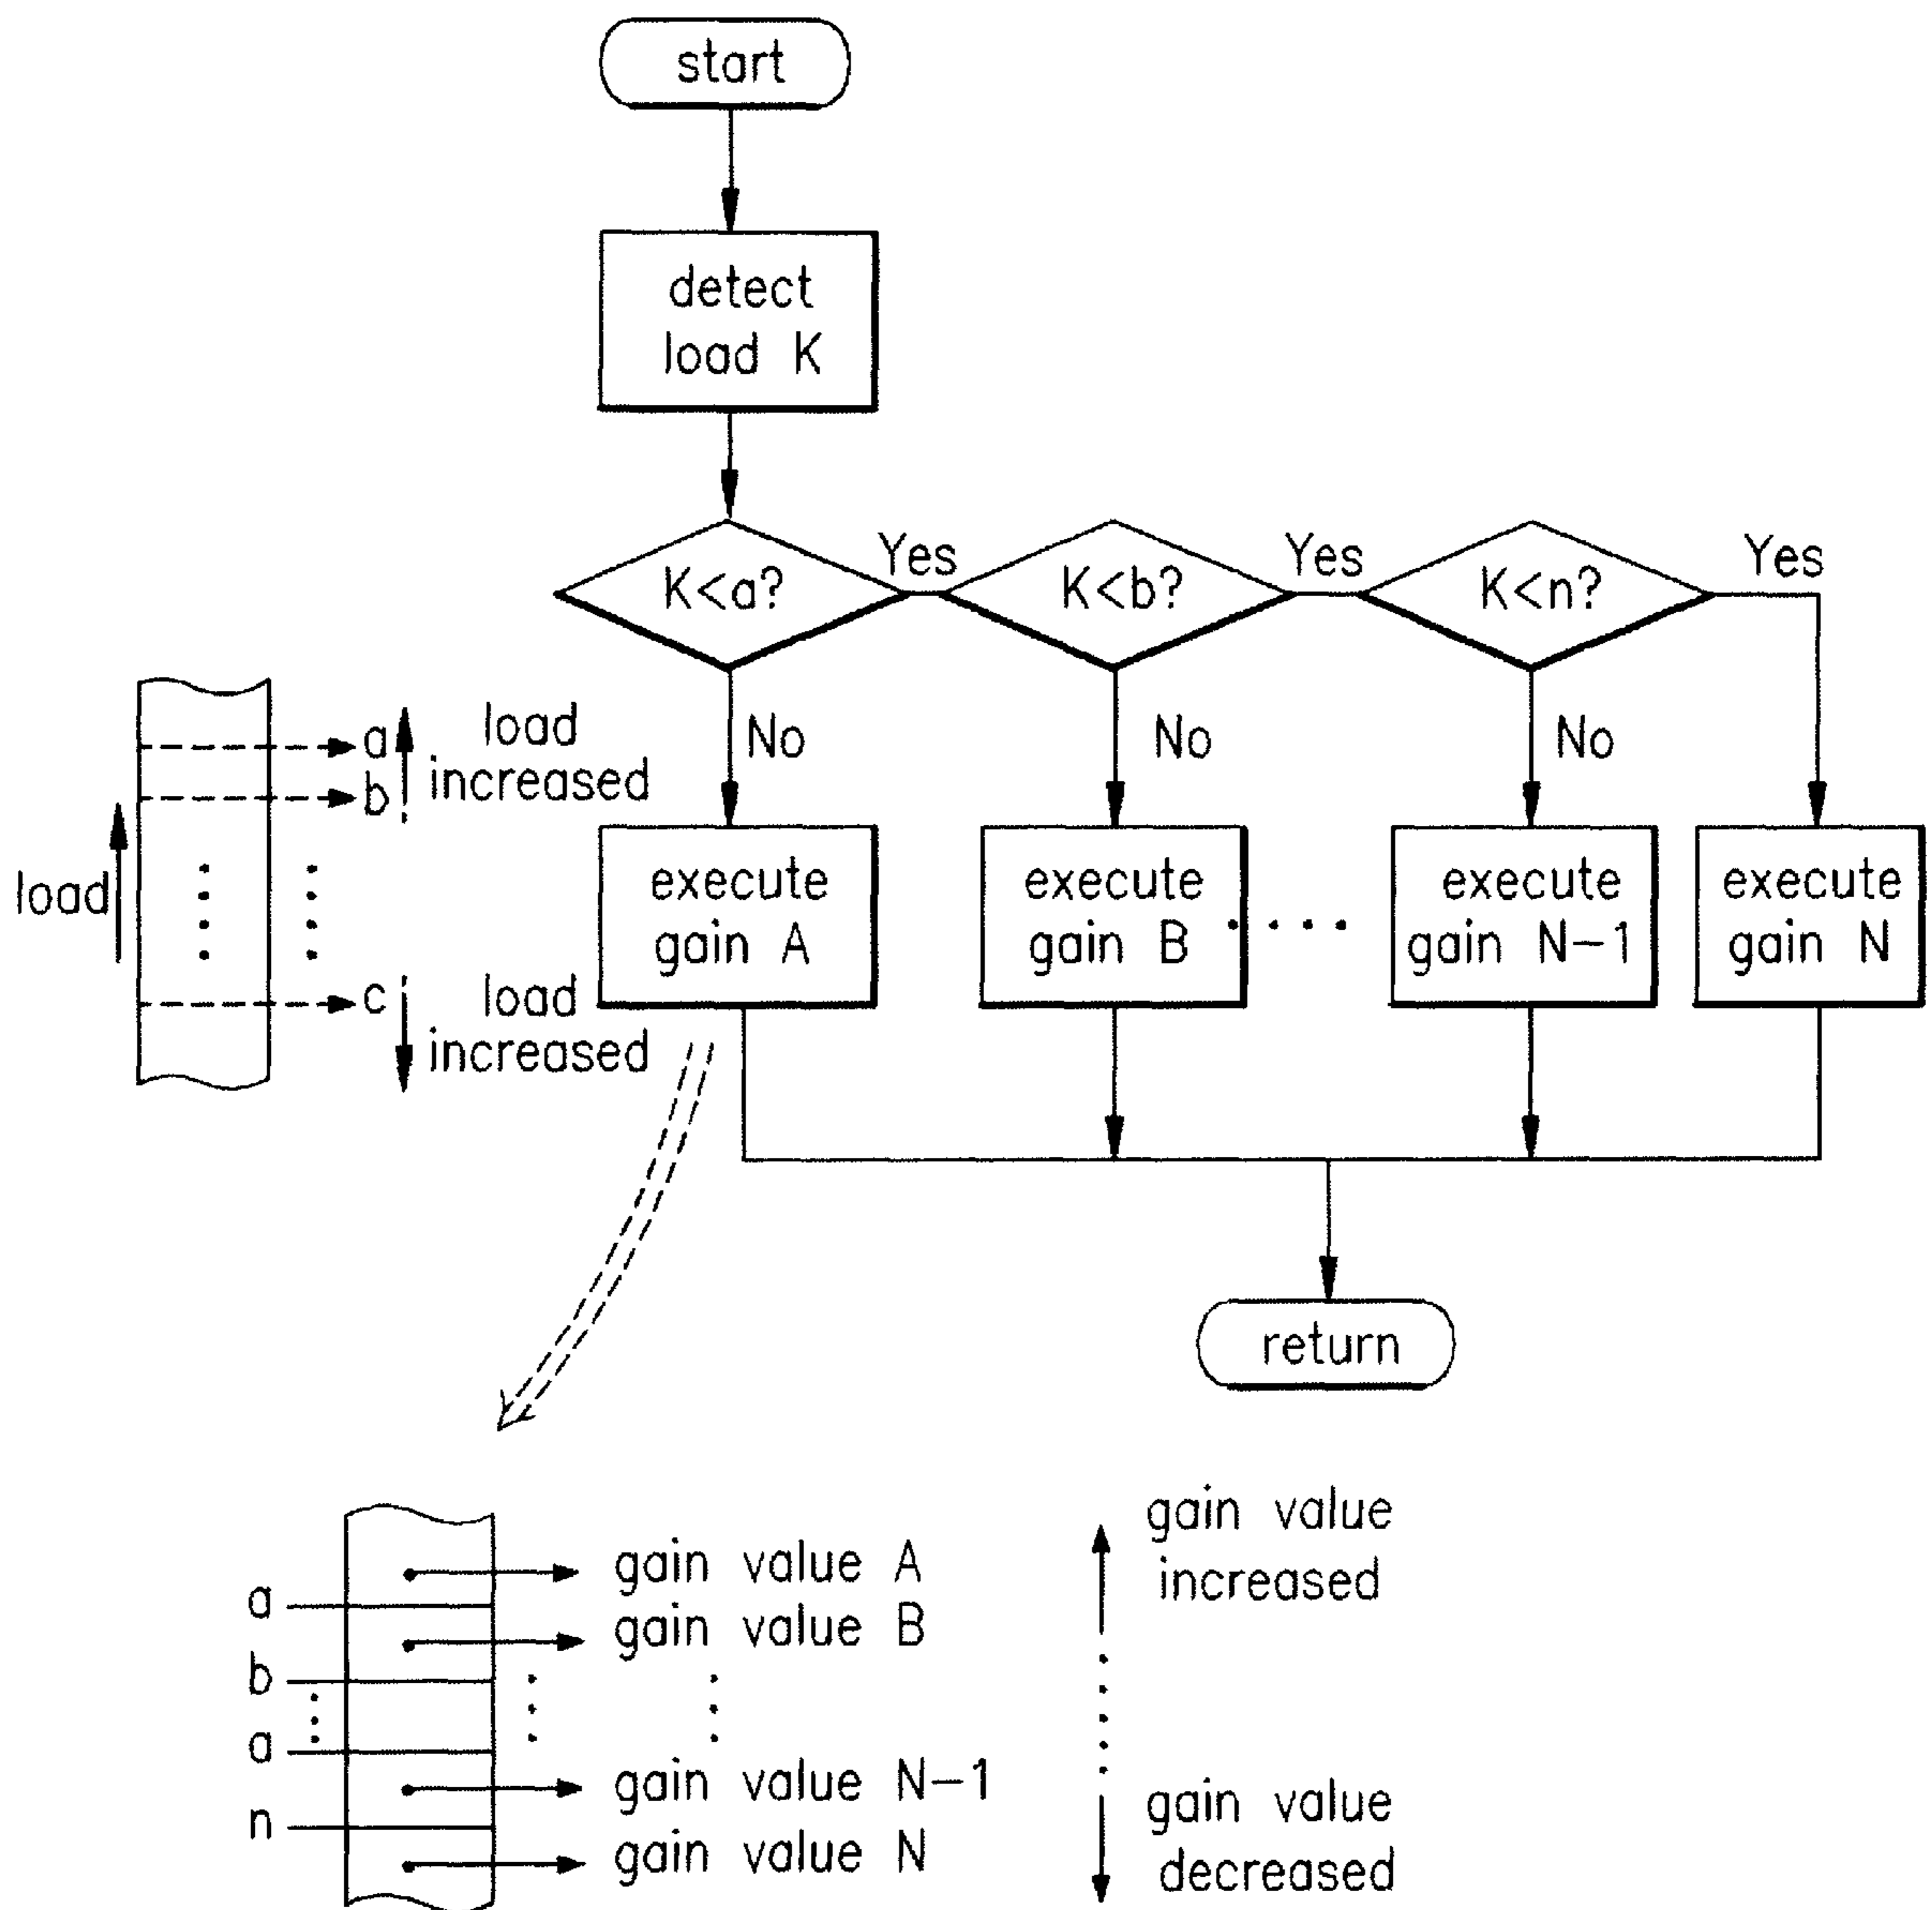 start
detect
load K
K<a?
Yes
K<b?
Yes
K<n?
Yes
No
No
No
a
b
load
increased
load
c
load
increased
execute
gain A
execute
gain B
execute
gain N-1
execute
gain N
return
a
b
a
n
gain value A
gain value B
gain value N-1
gain value N
gain value
increased
gain value
decreased